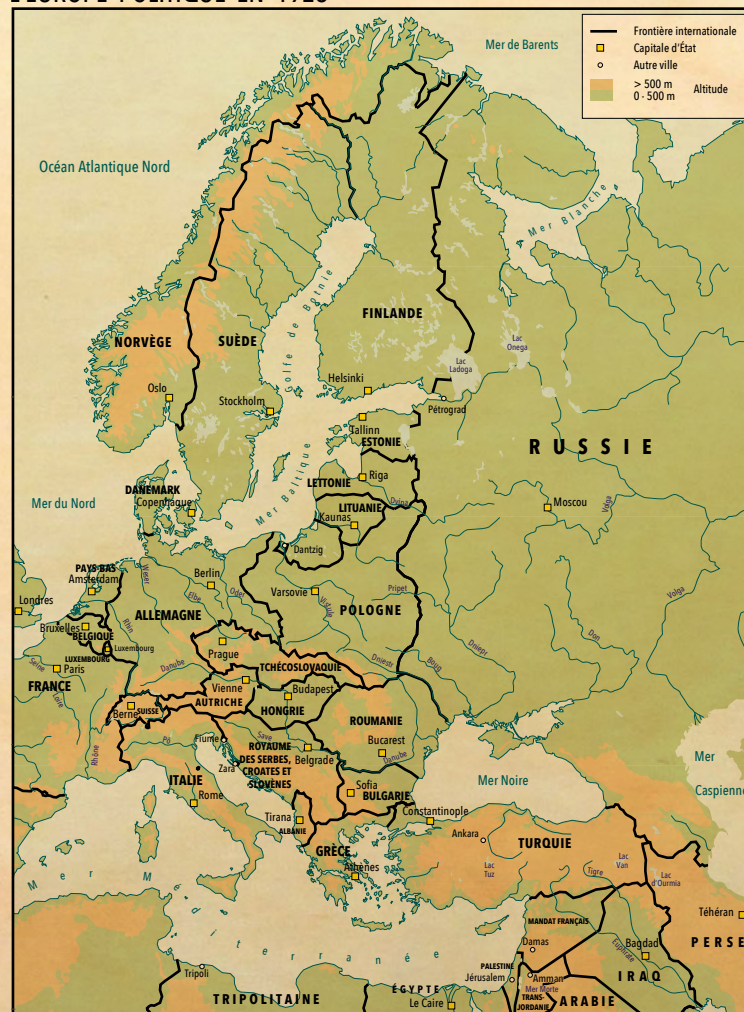 L'EUROPE POLITIQUE EN 1923
Frontière internationale
Capitale d'État
Autre ville
> 500 m
0 - 500 m
Altitude
Mer de Barents
Océan Atlantique Nord
Mer Blanche
Golfe de Botnie
FINLANDE
NORVÈGE
SUÈDE
Lac
Onega
Lac
Ladoga
Oslo
Helsinki
Stockholm
Pétrograd
Tallinn
ESTONIE
RUSSIE
Riga
LETTONIE
DANEMARK
Copenhague
Mer du Nord
Mer Baltique
LITUANIE
Kaunas
Dvina
Moscou
Volga
Dantzig
PAYS BAS
Amsterdam
Weser
Berlin
Elbe
Oder
Varsovie
Vistule
Pripet
POLOGNE
Volga
Londres
ALLEMAGNE
Bruxelles
BELGIQUE
Rhin
Luxembourg
LUXEMBOURG
Prague
TCHÉCOSLOVAQUIE
Dniestr
Boug
Dniepr
Don
Seine
Paris
FRANCE
Loire
Danube
Vienne
AUTRICHE
Budapest
HONGRIE
Berne
SUISSE
ROUMANIE
Bucarest
Danube
Rhône
Pô
Fiume
Save
ROYAUME
DES SERBES,
CROATES ET
SLOVÈNES
Belgrade
Zara
ITALIE
Rome
Sofia
BULGARIE
Mer Noire
Mer
Caspienne
Tirana
ALBANIE
Constantinople
GRÈCE
Athènes
Ankara
TURQUIE
Lac
Tuz
Lac
Van
Tigre
Lac
d'Ourmia
Téhéran
PERSE
Mer Méditerranée
MANDAT FRANÇAIS
Damas
Bagdad
Euphrate
IRAQ
Tripoli
TRIPOLITAINE
ÉGYPTE
Le Caire
PALESTINE
Jérusalem
Amman
Mer Morte
TRANS-
JORDANIE
ARABIE